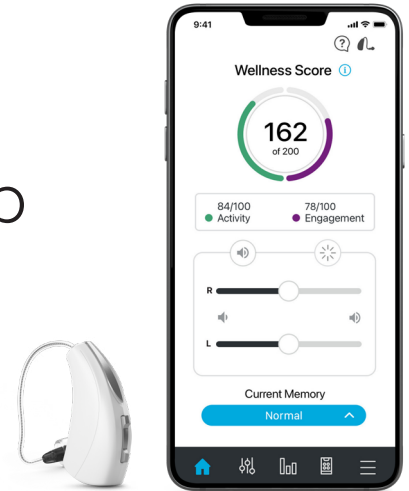 9:41
Wellness Score
162
of 200
84/100
Activity
78/100
Engagement
R
L
Current Memory
Normal